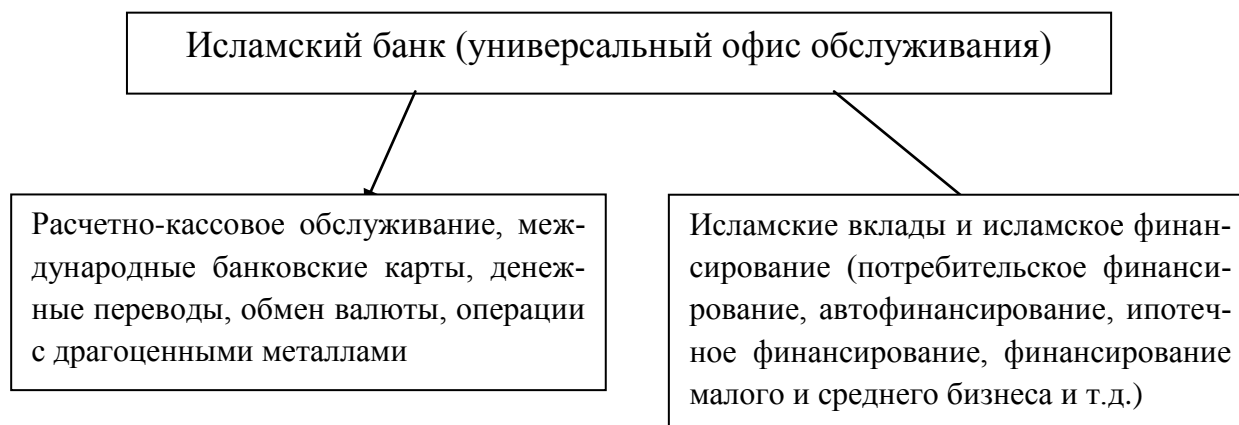 Исламский банк (универсальный офис обслуживания)
Расчетно-кассовое обслуживание, меж-
дународные банковские карты, денеж-
ные переводы, обмен валюты, операции
с драгоценными металлами
Исламские вклады и исламское финан-
сирование (потребительское финанси-
рование, автофинансирование, ипотеч-
ное финансирование, финансирование
малого и среднего бизнеса и т.д.)